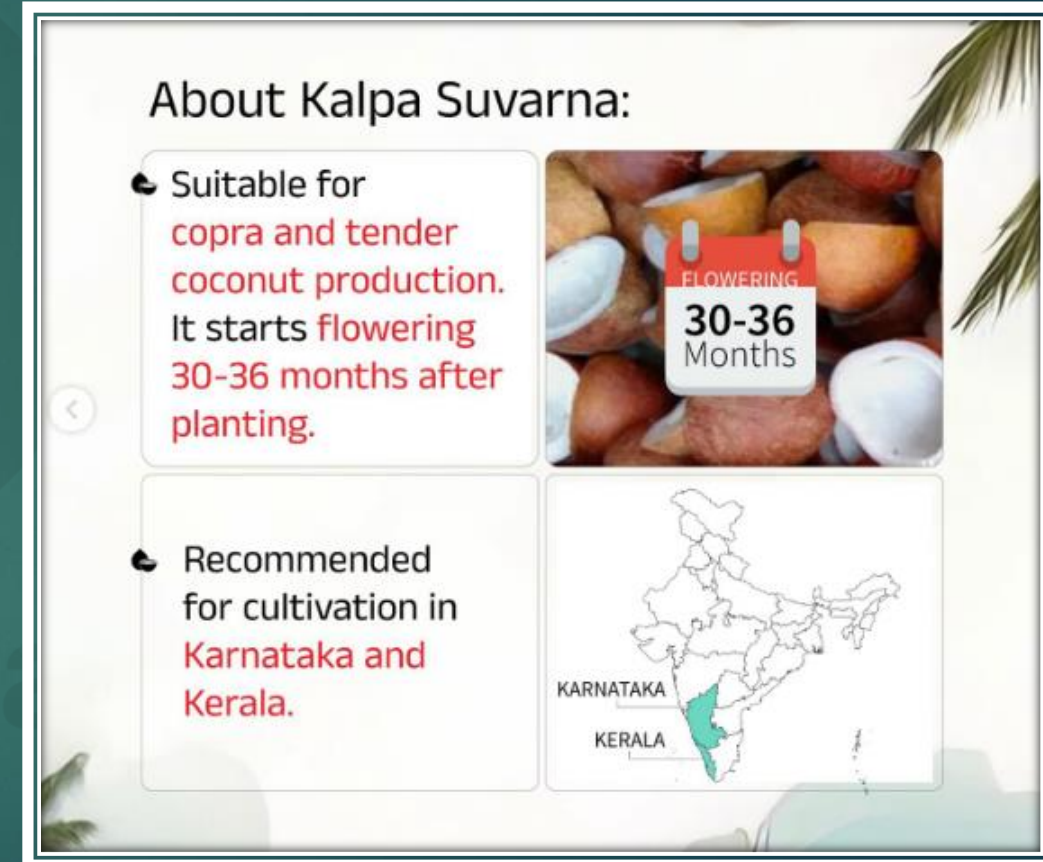 About Kalpa Suvarna:
Suitable for
copra and tender
coconut production.
It starts flowering
30-36 months after
planting.
FLOWERING
30-36
Months
Recommended
for cultivation in
Karnataka and
Kerala.
KARNATAKA
KERALA